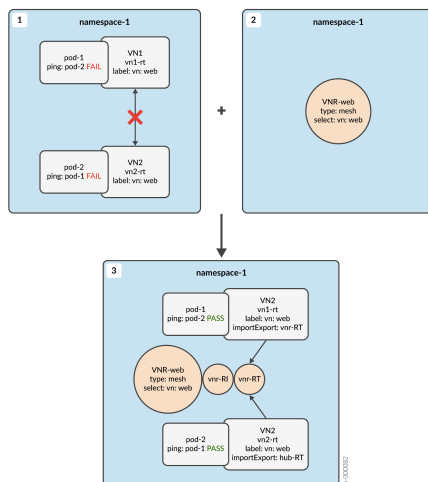 1
namespace-1
pod-1
ping: pod-2 FAIL
VN1
vn1-rt
label: vn: web
pod-2
ping: pod-1 FAIL
VN2
vn2-rt
label: vn: web
+
2
namespace-1
VNR-web
type: mesh
select: vn: web
3
namespace-1
pod-1
ping: pod-2 PASS
VN2
vn1-rt
label: vn: web
importExport: vnr-RT
VNR-web
type: mesh
select: vn: web
vnr-RI
vnr-RT
pod-2
ping: pod-1 PASS
VN2
vn2-rt
label: vn: web
importExport: hub-RT
-000082